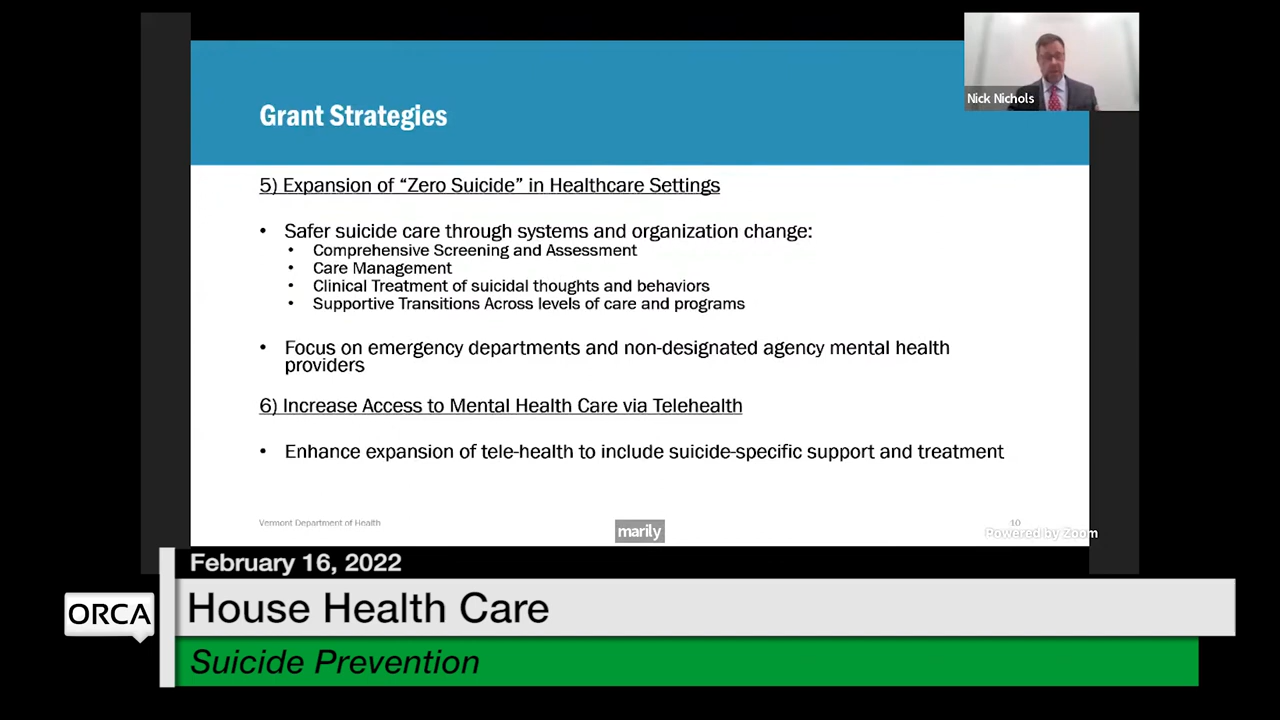 Grant Strategies
Nick Nichols
5) Expansion of “Zero Suicide” in Healthcare Settings
• Safer suicide care through systems and organization change:
• Comprehensive Screening and Assessment
• Care Management
• Clinical Treatment of suicidal thoughts and behaviors
• Supportive Transitions Across levels of care and programs
• Focus on emergency departments and non-designated agency mental health
providers
6) Increase Access to Mental Health Care via Telehealth
• Enhance expansion of tele-health to include suicide-specific support and treatment
Vermont Department of Health
marily
10
Powered by Zoom
February 16, 2022
ORCA
House Health Care
Suicide Prevention